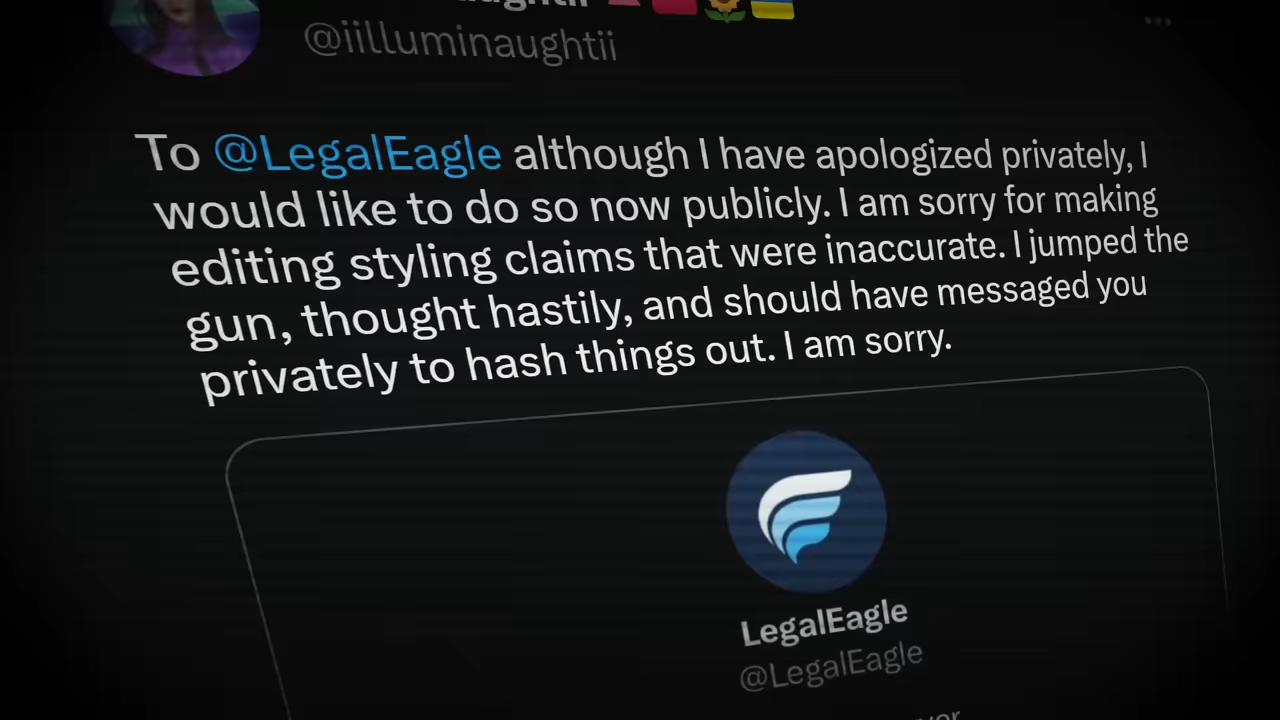 @iilluminaughtii
To @LegalEagle although I have apologized privately, I
would like to do so now publicly. I am sorry for making
editing styling claims that were inaccurate. I jumped the
gun, thought hastily, and should have messaged you
privately to hash things out. I am sorry.
LegalEagle
@LegalEagle